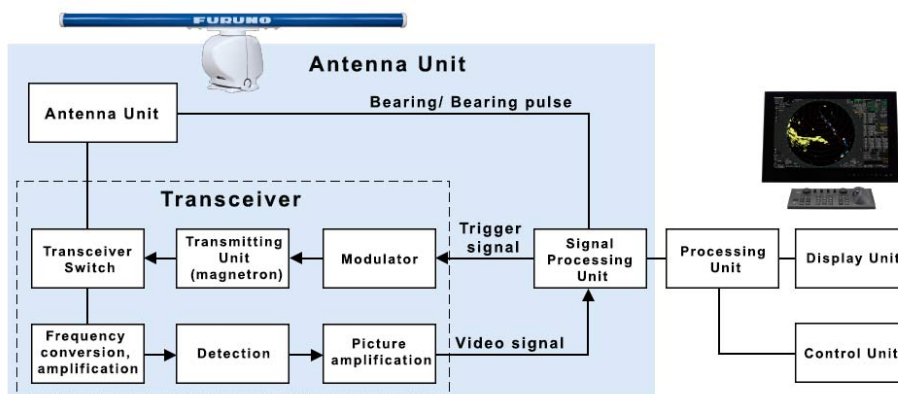 FURUNO
Antenna Unit
Antenna Unit
Bearing/ Bearing pulse
Transceiver
Transceiver
Switch
Transmitting
Unit
(magnetron)
Modulator
Trigger
signal
Signal
Processing
Unit
Processing
Unit
Display Unit
Frequency
conversion,
amplification
Detection
Picture
amplification
Video signal
Control Unit